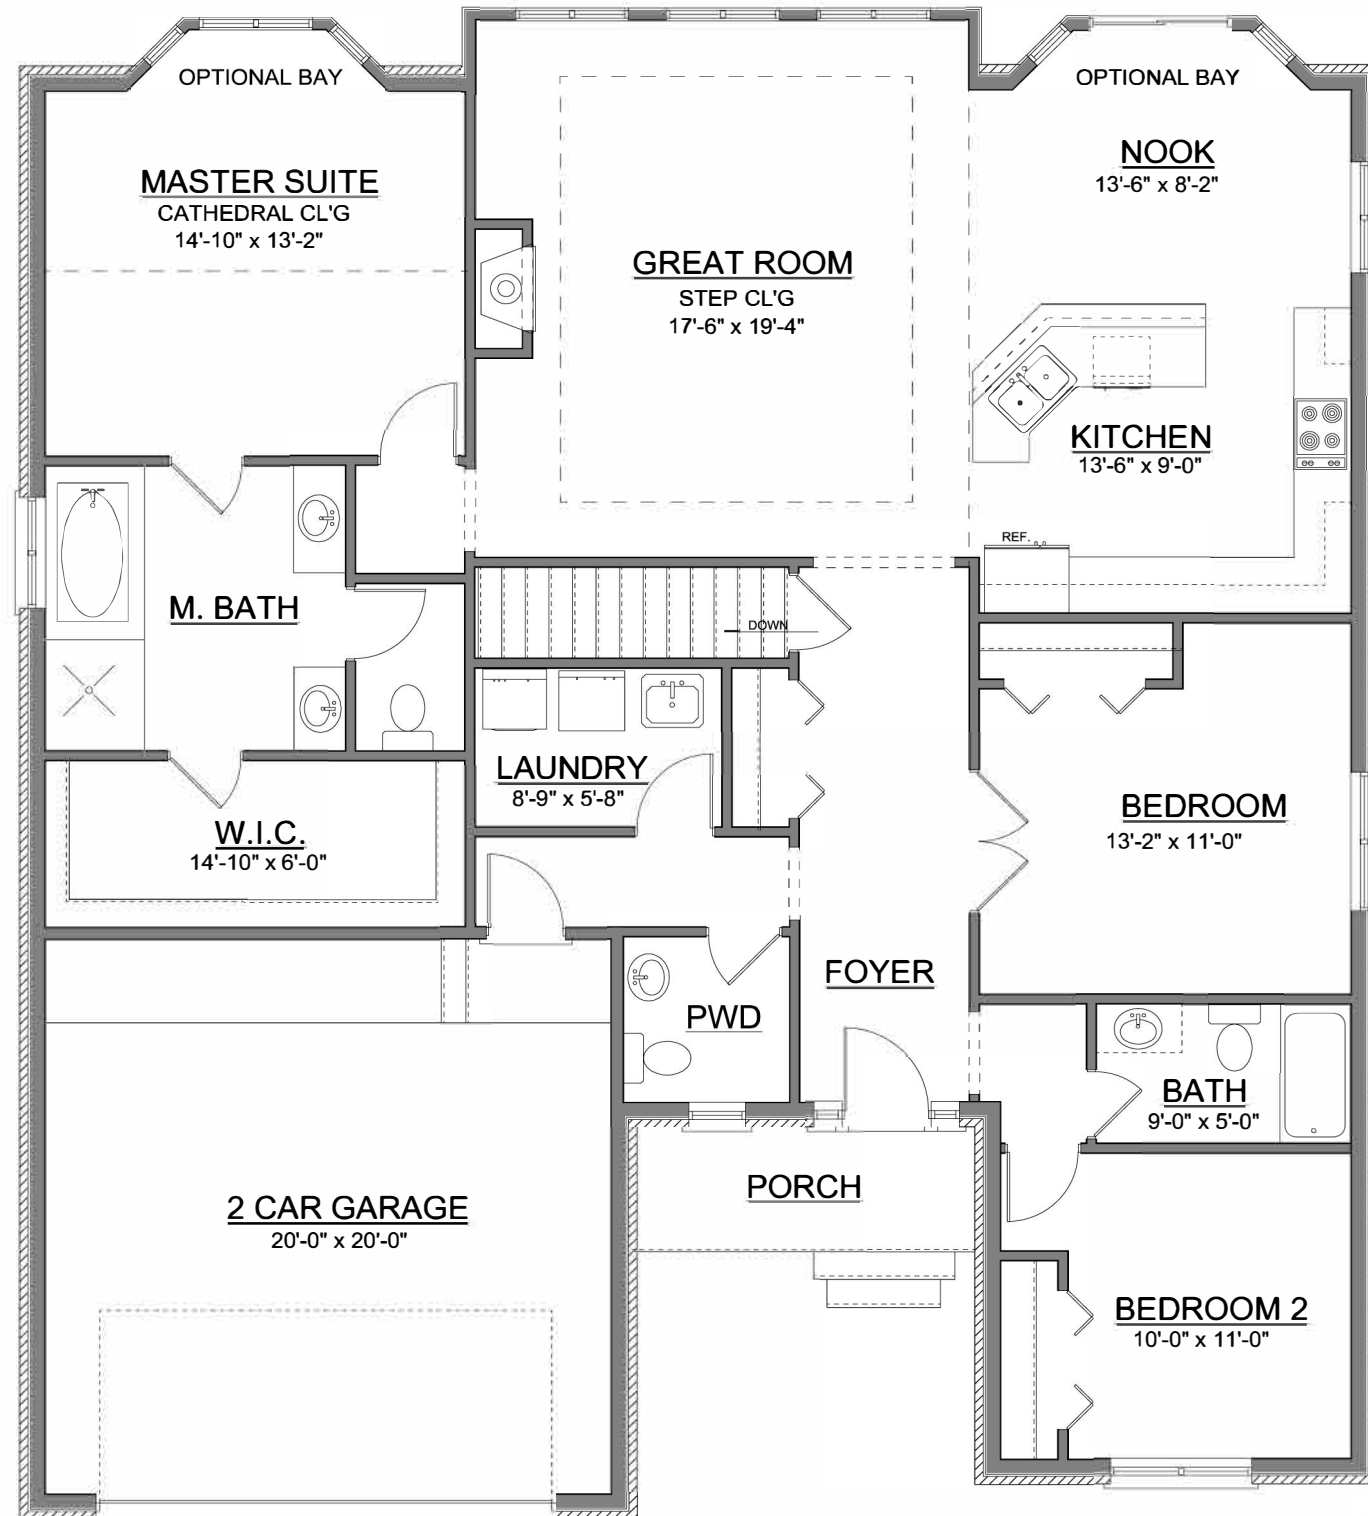 OPTIONAL BAY
OPTIONAL BAY
MASTER SUITE
CATHEDRAL CL'G
14'-10" x 13'-2"
GREAT ROOM
STEP CL'G
17'-6" x 19'-4"
NOOK
13'-6" x 8'-2"
KITCHEN
13'-6" x 9'-0"
REF.
M. BATH
DOWN
LAUNDRY
8'-9" x 5'-8"
W.I.C.
14'-10" x 6'-0"
BEDROOM
13'-2" x 11'-0"
FOYER
PWD
BATH
9'-0" x 5'-0"
PORCH
2 CAR GARAGE
20'-0" x 20'-0"
BEDROOM 2
10'-0" x 11'-0"